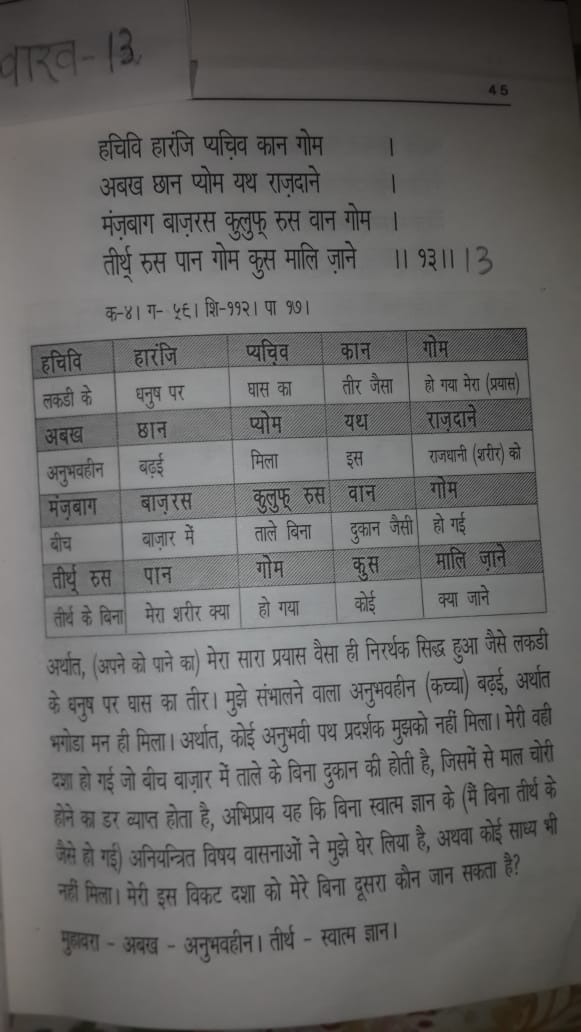 वाख-13
45
हचिवि हारंजि प्यच़िव कान गोम ।
अबख छान प्योम यथ राज़दाने ।
मंज़बाग बाज़रस कुलुफ् रुस वान गोम ।
तीर्थ् रुस पान गोम कुस मालि ज़ाने ।। १३।। 13
क-४। ग- ५६। शि-११२। पा १७।
हचिवि हारंजि प्यच़िव कान गोम
लकडी के धनुष पर घास का तीर जैसा हो गया मेरा (प्रयास)
अबख छान प्योम यथ राज़दाने
अनुभवहीन बढ़ई मिला इस राजधानी (शरीर) को
मंज़बाग बाज़रस कुलुफ् रुस वान गोम
बीच बाज़ार में ताले बिना दुकान जैसी हो गई
तीर्थ् रुस पान गोम कुस मालि ज़ाने
तीर्थ के बिना मेरा शरीर क्या हो गया कोई क्या जाने
अर्थात, (अपने को पाने का) मेरा सारा प्रयास वैसा ही निरर्थक सिद्ध हुआ जैसे लकडी
के धनुष पर घास का तीर। मुझे संभालने वाला अनुभवहीन (कच्चा) बढ़ई, अर्थात
भगोडा मन ही मिला। अर्थात, कोई अनुभवी पथ प्रदर्शक मुझको नहीं मिला। मेरी वही
दशा हो गई जो बीच बाज़ार में ताले के बिना दुकान की होती है, जिसमें से माल चोरी
होने का डर व्याप्त होता है, अभिप्राय यह कि बिना स्वात्म ज्ञान के (मैं बिना तीर्थ के
जैसे हो गई) अनियन्त्रित विषय वासनाओं ने मुझे घेर लिया है, अथवा कोई साध्य भी
नहीं मिला। मेरी इस विकट दशा को मेरे बिना दूसरा कौन जान सकता है?
मुहावरा - अबख - अनुभवहीन। तीर्थ - स्वात्म ज्ञान।